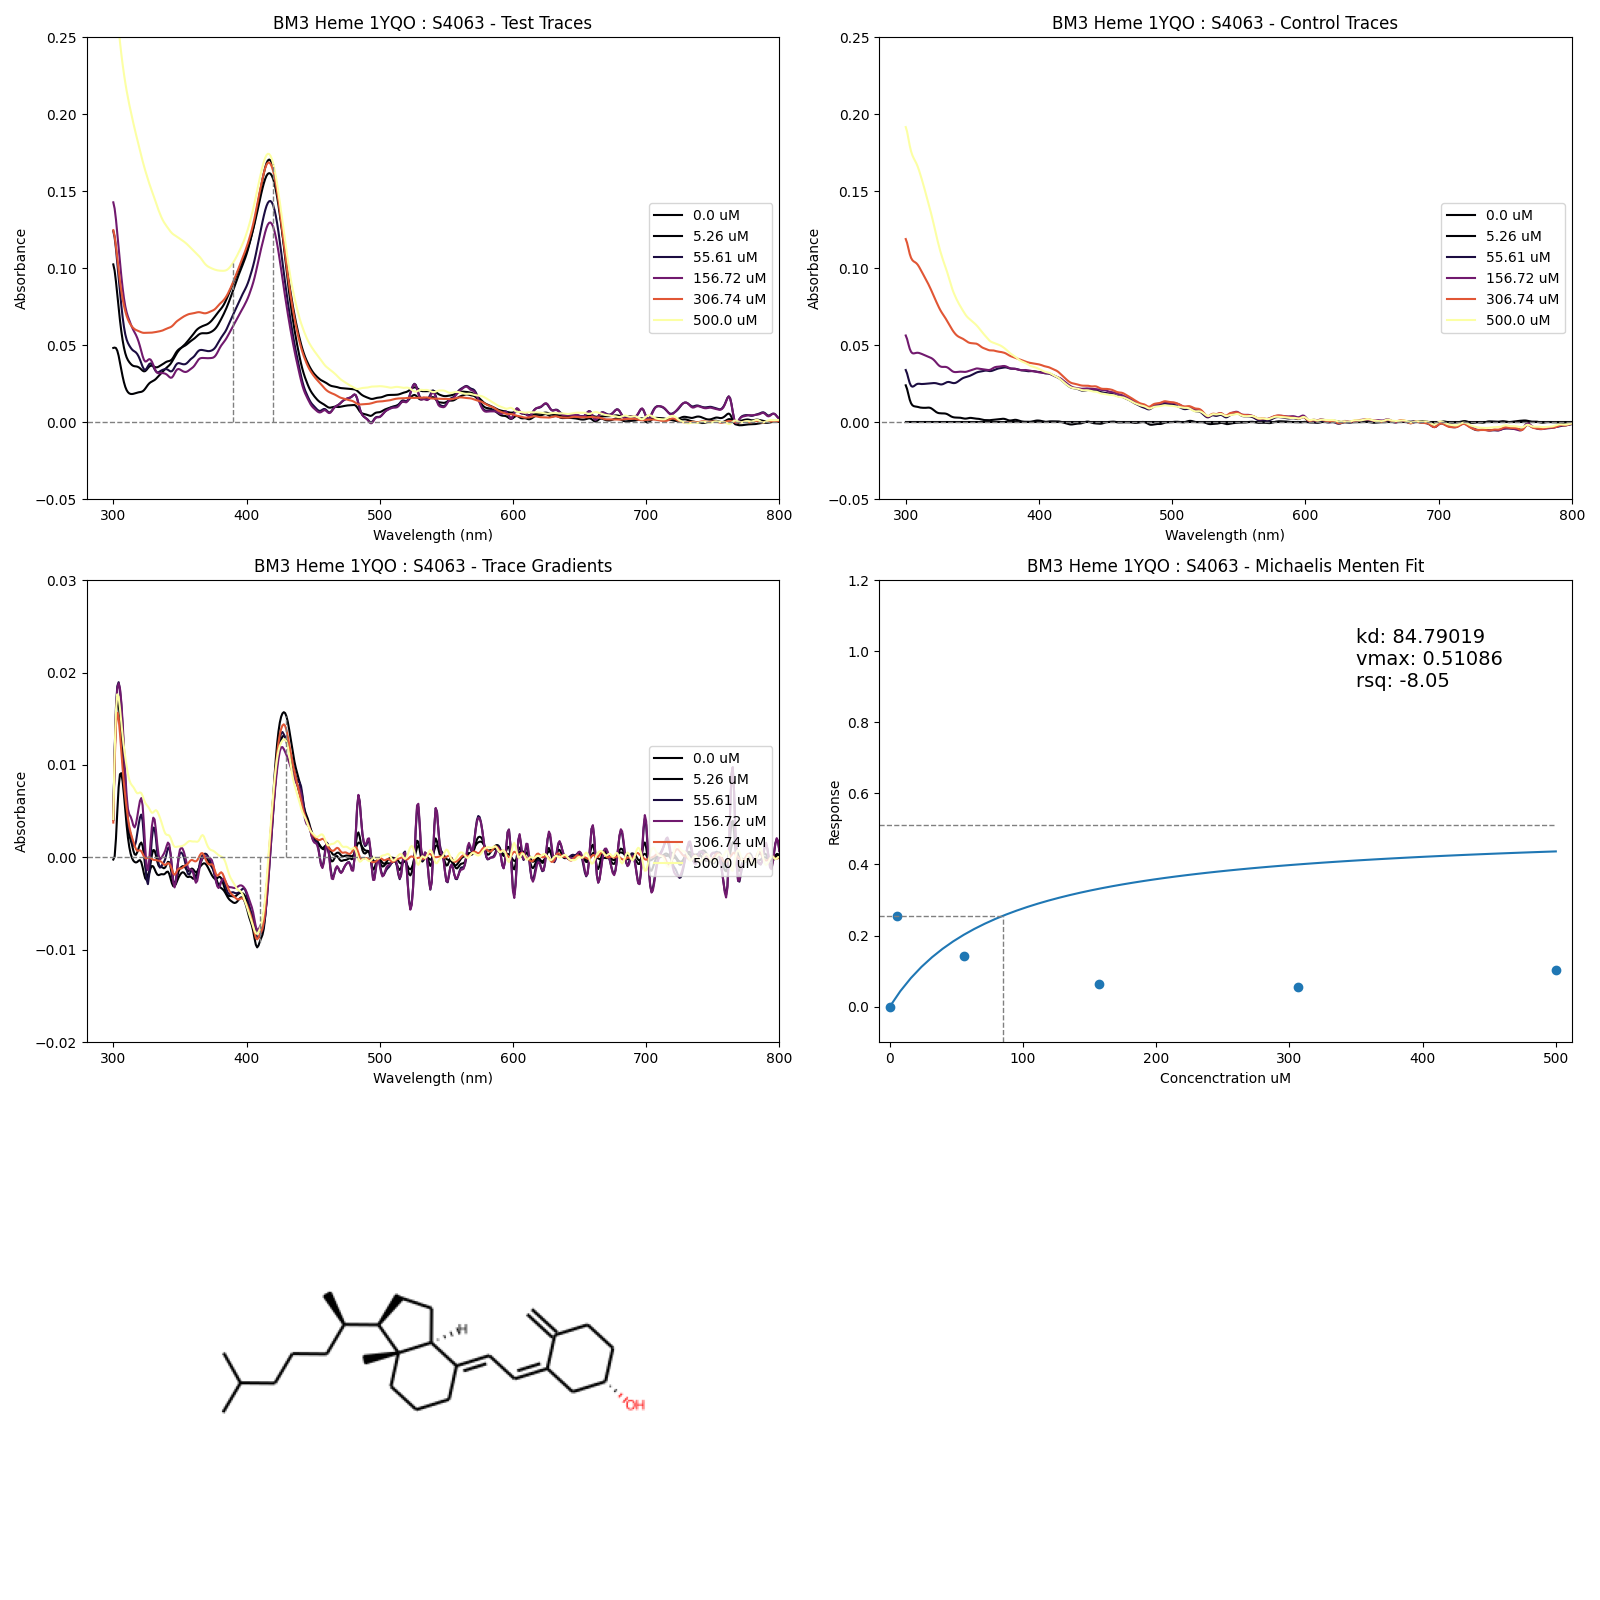 BM3 Heme 1YQO : S4063 - Test Traces
0.25
0.20
0.15
0.10
0.05
0.00
−0.05
Absorbance
0.0 uM
5.26 uM
55.61 uM
156.72 uM
306.74 uM
500.0 uM
300 400 500 600 700 800
Wavelength (nm)
BM3 Heme 1YQO : S4063 - Control Traces
0.25
0.20
0.15
0.10
0.05
0.00
−0.05
Absorbance
0.0 uM
5.26 uM
55.61 uM
156.72 uM
306.74 uM
500.0 uM
300 400 500 600 700 800
Wavelength (nm)
BM3 Heme 1YQO : S4063 - Trace Gradients
0.03
0.02
0.01
0.00
−0.01
−0.02
Absorbance
0.0 uM
5.26 uM
55.61 uM
156.72 uM
306.74 uM
500.0 uM
300 400 500 600 700 800
Wavelength (nm)
BM3 Heme 1YQO : S4063 - Michaelis Menten Fit
1.2
1.0
0.8
0.6
0.4
0.2
0.0
Response
kd: 84.79019
vmax: 0.51086
rsq: -8.05
0 100 200 300 400 500
Concenctration uM
H
OH